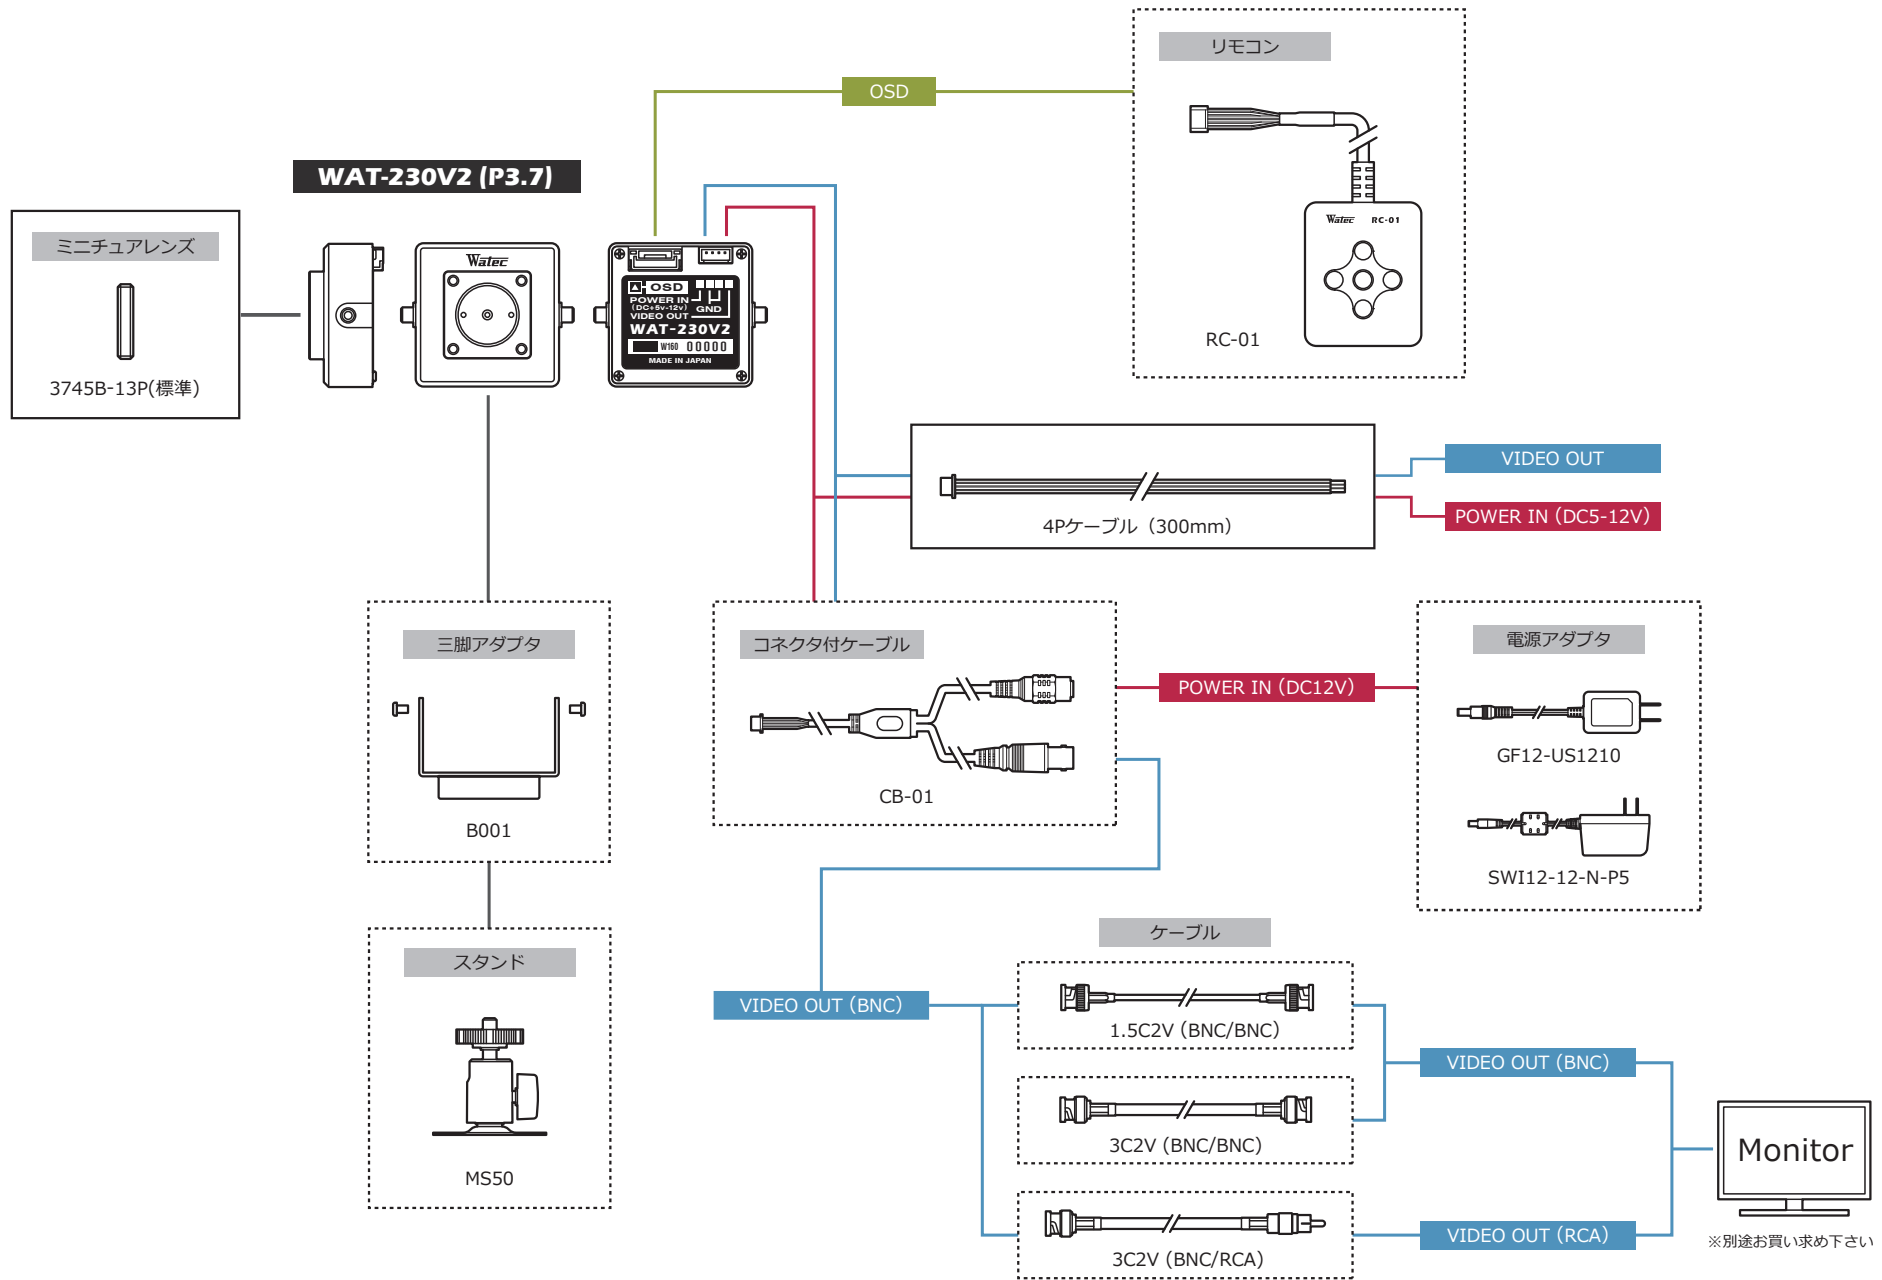 リモコン
OSD
WAT-230V2 (P3.7)
Watec RC-01
RC-01
ミニチュアレンズ
3745B-13P(標準)
Watec
OSD
POWER IN
(DC+5v-12v)
GND
VIDEO OUT
WAT-230V2
W160 00000
MADE IN JAPAN
VIDEO OUT
POWER IN (DC5-12V)
4Pケーブル（300mm）
三脚アダプタ
B001
コネクタ付ケーブル
CB-01
POWER IN (DC12V)
電源アダプタ
GF12-US1210
SWI12-12-N-P5
スタンド
MS50
ケーブル
VIDEO OUT (BNC)
1.5C2V (BNC/BNC)
3C2V (BNC/BNC)
3C2V (BNC/RCA)
VIDEO OUT (BNC)
VIDEO OUT (RCA)
Monitor
※別途お買い求め下さい